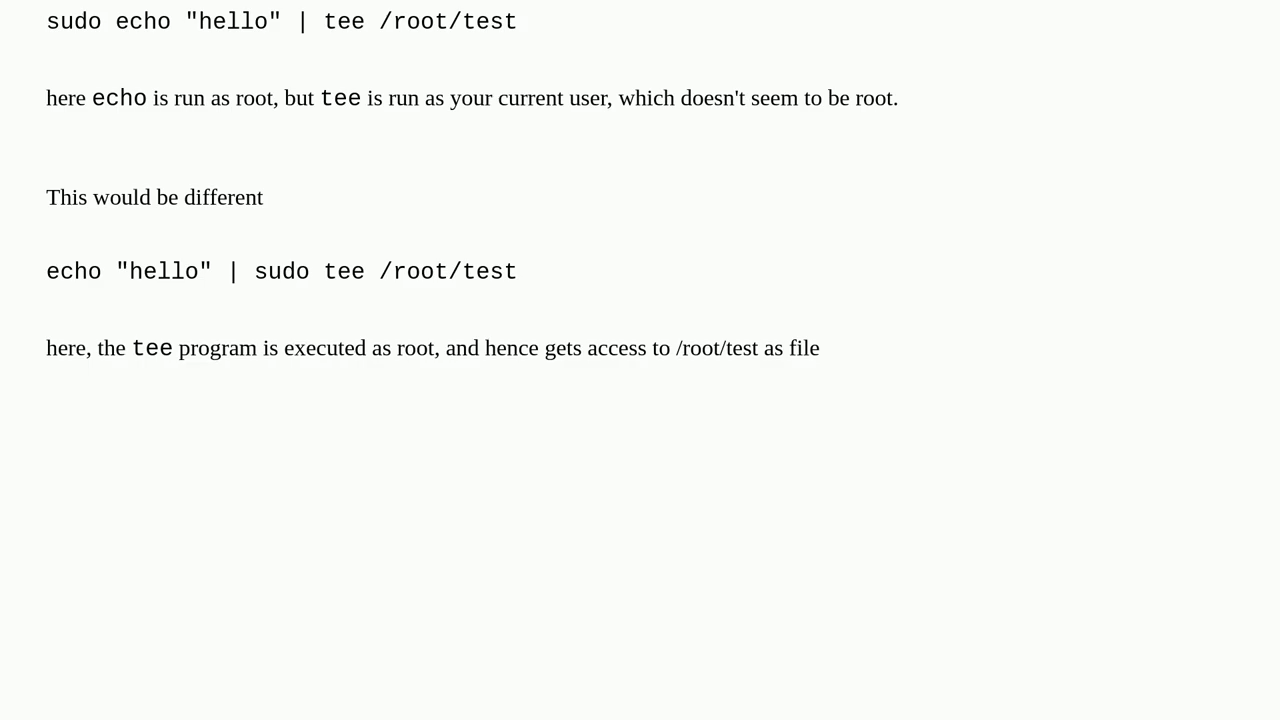 sudo echo "hello" | tee /root/test
here echo is run as root, but tee is run as your current user, which doesn't seem to be root.
This would be different
echo "hello" | sudo tee /root/test
here, the tee program is executed as root, and hence gets access to /root/test as file